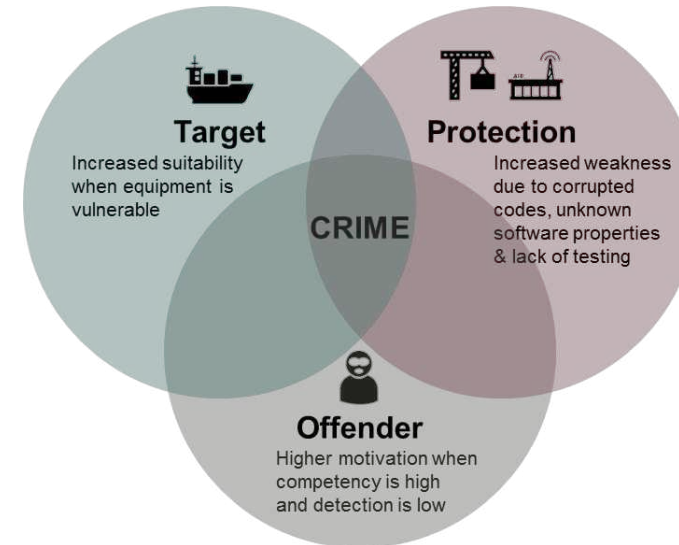 Target
Increased suitability
when equipment is
vulnerable
AIR
Protection
Increased weakness
due to corrupted
codes, unknown
software properties
& lack of testing
CRIME
Offender
Higher motivation when
competency is high
and detection is low